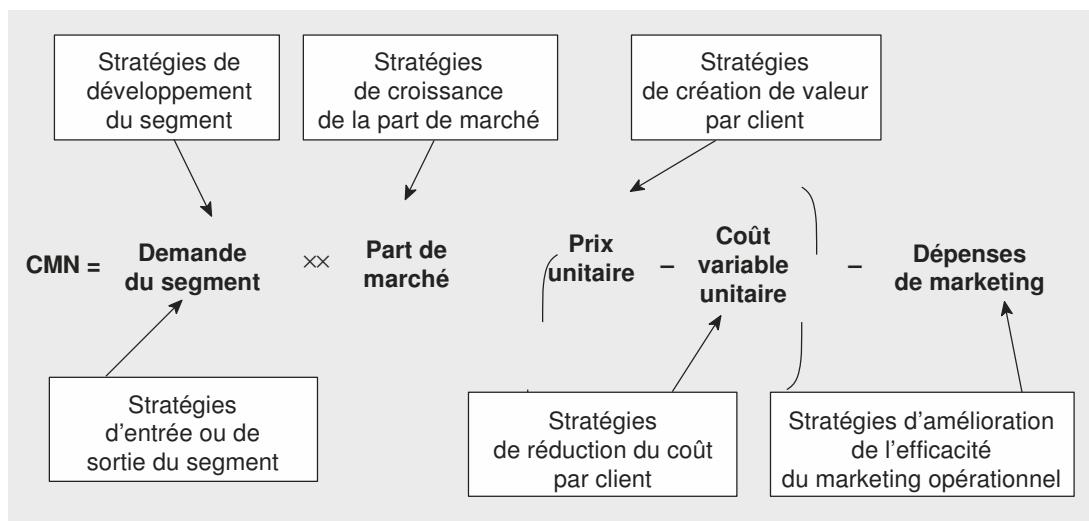 Stratégies de
développement
du segment
Stratégies
de croissance
de la part de marché
Stratégies
de création de valeur
par client
CMN =
Demande
du segment
××
Part de
marché
Prix
unitaire
–
Coût
variable
unitaire
–
Dépenses
de marketing
Stratégies
d'entrée ou de
sortie du segment
Stratégies
de réduction du coût
par client
Stratégies d'amélioration
de l'efficacité
du marketing opérationnel